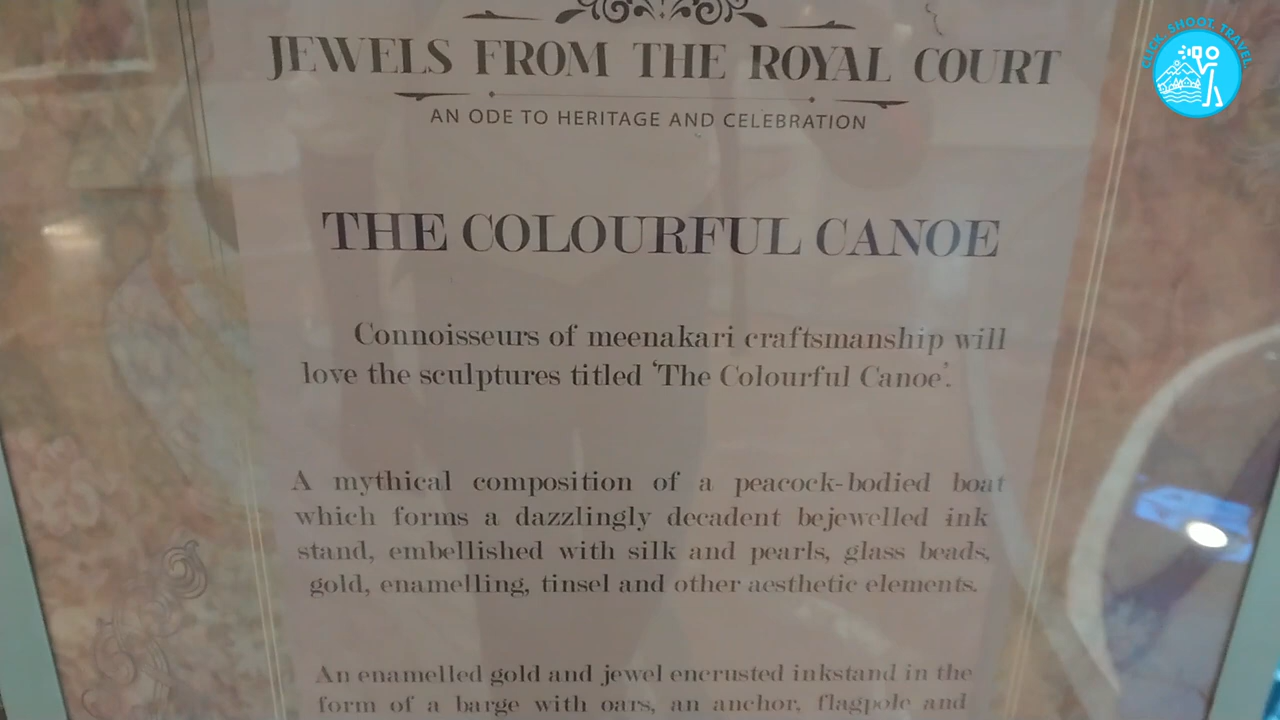 CLICK. SHOOT. TRAVEL.
JEWELS FROM THE ROYAL COURT
AN ODE TO HERITAGE AND CELEBRATION
THE COLOURFUL CANOE
Connoisseurs of meenakari craftsmanship will
love the sculptures titled 'The Colourful Canoe'.
A mythical composition of a peacock-bodied boat
which forms a dazzlingly decadent bejewelled ink
stand, embellished with silk and pearls, glass beads,
gold, enamelling, tinsel and other aesthetic elements.
An enamelled gold and jewel encrusted inkstand in the
form of a barge with oars, an anchor, flagpole and